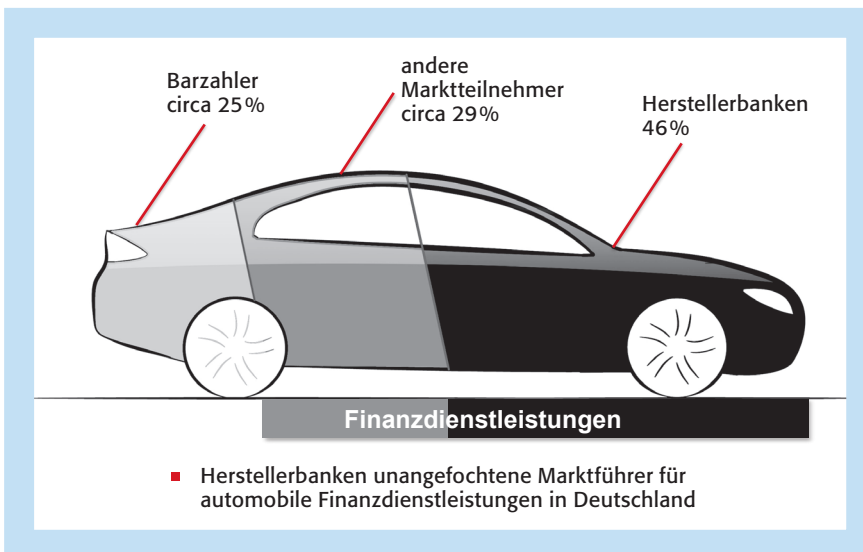 Barzahler
circa 25%
andere
Marktteilnehmer
circa 29%
Herstellerbanken
46%
Finanzdienstleistungen
Herstellerbanken unangefochtene Marktführer für
automobile Finanzdienstleistungen in Deutschland